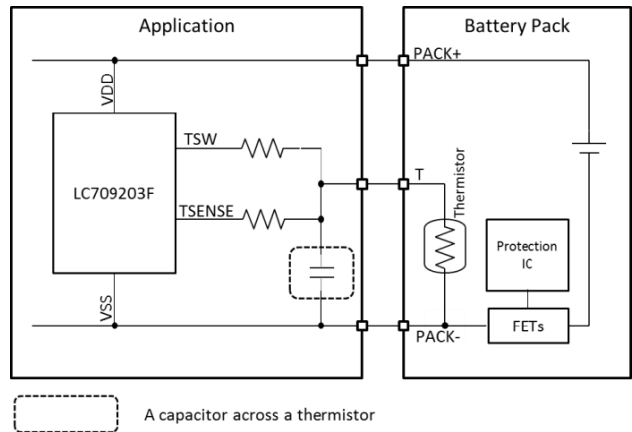 Application
Battery Pack
PACK+
VDD
TSW
LC709203F
T
TSENSE
Thermistor
Protection
IC
VSS
FETs
PACK-
A capacitor across a thermistor